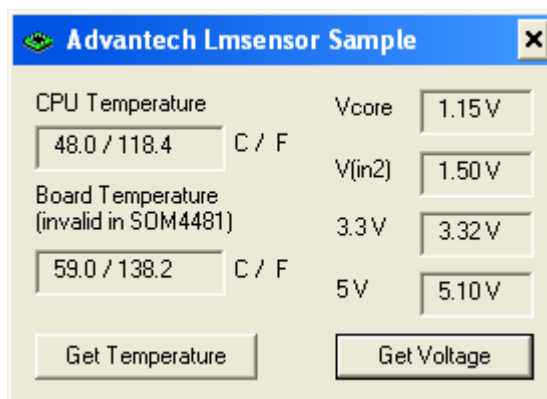 Advantech Lmsensor Sample
CPU Temperature
48.0 / 118.4 C / F
Board Temperature
(invalid in SOM4481)
59.0 / 138.2 C / F
Get Temperature
Vcore 1.15 V
V(in2) 1.50 V
3.3 V 3.32 V
5 V 5.10 V
Get Voltage